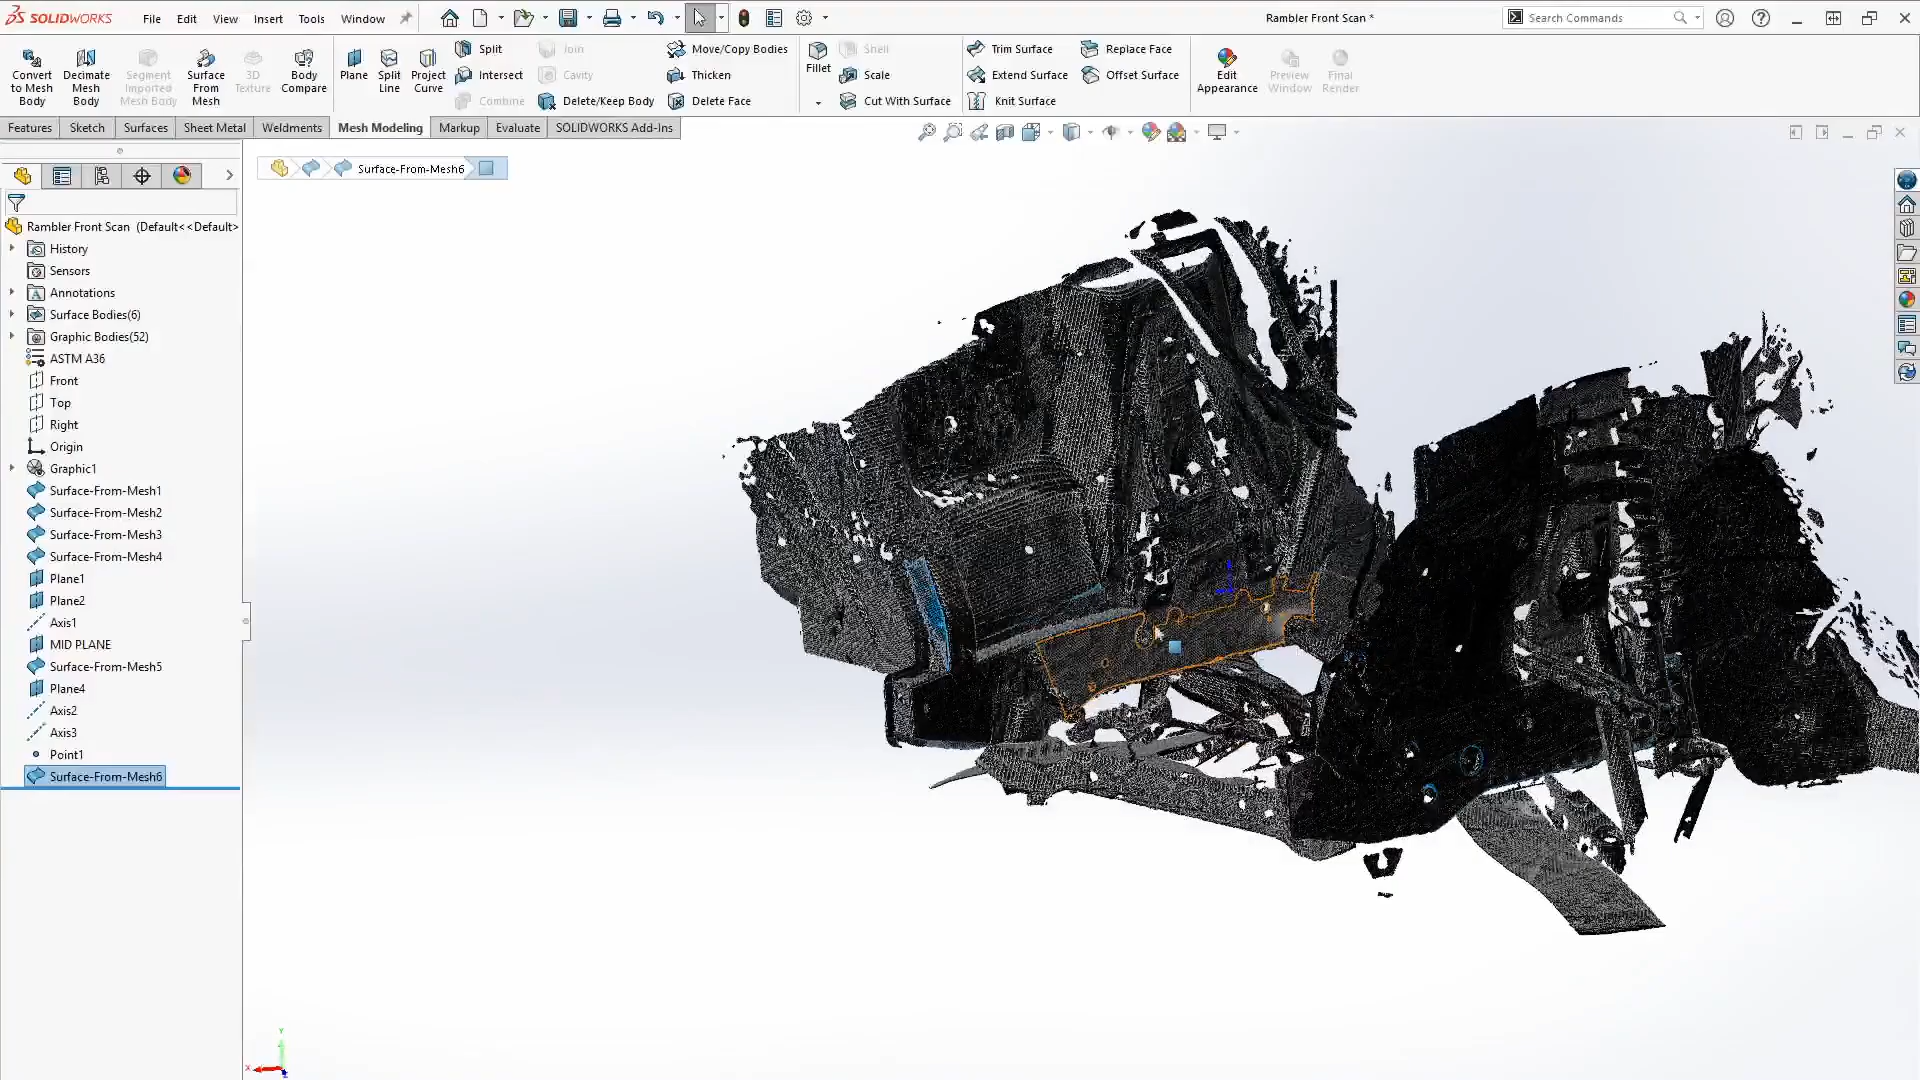 SOLIDWORKS File Edit View Insert Tools Window
Rambler Front Scan *
Search Commands
Convert to Mesh Body
Decimate Mesh Body
Segment Imported Mesh Body
Surface From Mesh
3D Texture
Body Compare
Plane
Split Line
Project Curve
Split
Intersect
Combine
Join
Cavity
Delete/Keep Body
Move/Copy Bodies
Thicken
Delete Face
Fillet
Shell
Scale
Cut With Surface
Trim Surface
Extend Surface
Knit Surface
Replace Face
Offset Surface
Edit Appearance
Preview Window
Final Render
Features Sketch Surfaces Sheet Metal Weldments Mesh Modeling Markup Evaluate SOLIDWORKS Add-Ins
Surface-From-Mesh6
Rambler Front Scan (Default<<Default>
History
Sensors
Annotations
Surface Bodies(6)
Graphic Bodies(52)
ASTM A36
Front
Top
Right
Origin
Graphic1
Surface-From-Mesh1
Surface-From-Mesh2
Surface-From-Mesh3
Surface-From-Mesh4
Plane1
Plane2
Axis1
MID PLANE
Surface-From-Mesh5
Plane4
Axis2
Axis3
Point1
Surface-From-Mesh6
Y
X